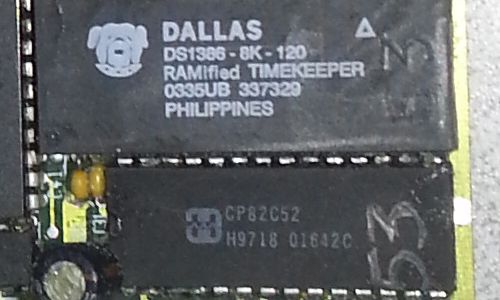 DALLAS
DS1386-8K-120
RAMified TIMEKEEPER
0335UB 337329
PHILIPPINES
CP82C52
H9718 01642C
53